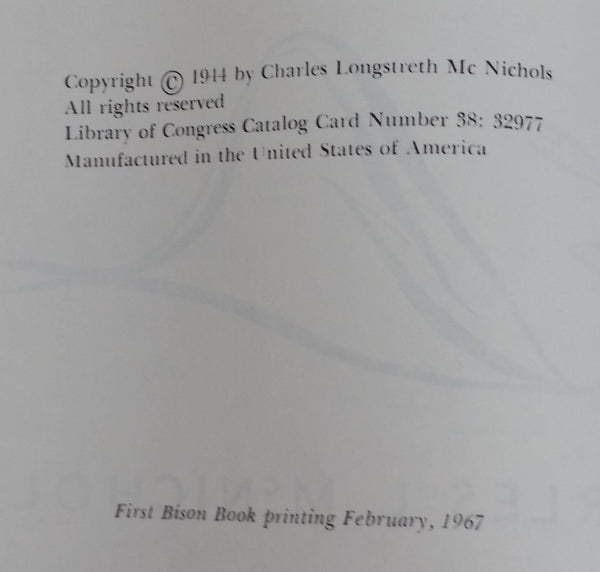 Copyright © 1944 by Charles Longstreth Mc Nichols
All rights reserved
Library of Congress Catalog Card Number 38: 32977
Manufactured in the United States of America
First Bison Book printing February, 1967